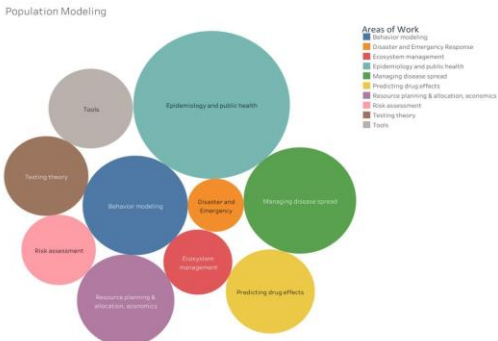 Population Modeling
Areas of Work
Behavior modeling
Disaster and Emergency Response
Ecosystem management
Epidemiology and public health
Managing disease spread
Predicting drug effects
Resource planning & allocation, economics
Risk assessment
Testing theory
Tools
Tools
Epidemiology and public health
Testing theory
Behavior modeling
Disaster and
Emergency
Managing disease spread
Risk assessment
Ecosystem
management
Resource planning &
allocation, economics
Predicting drug effects